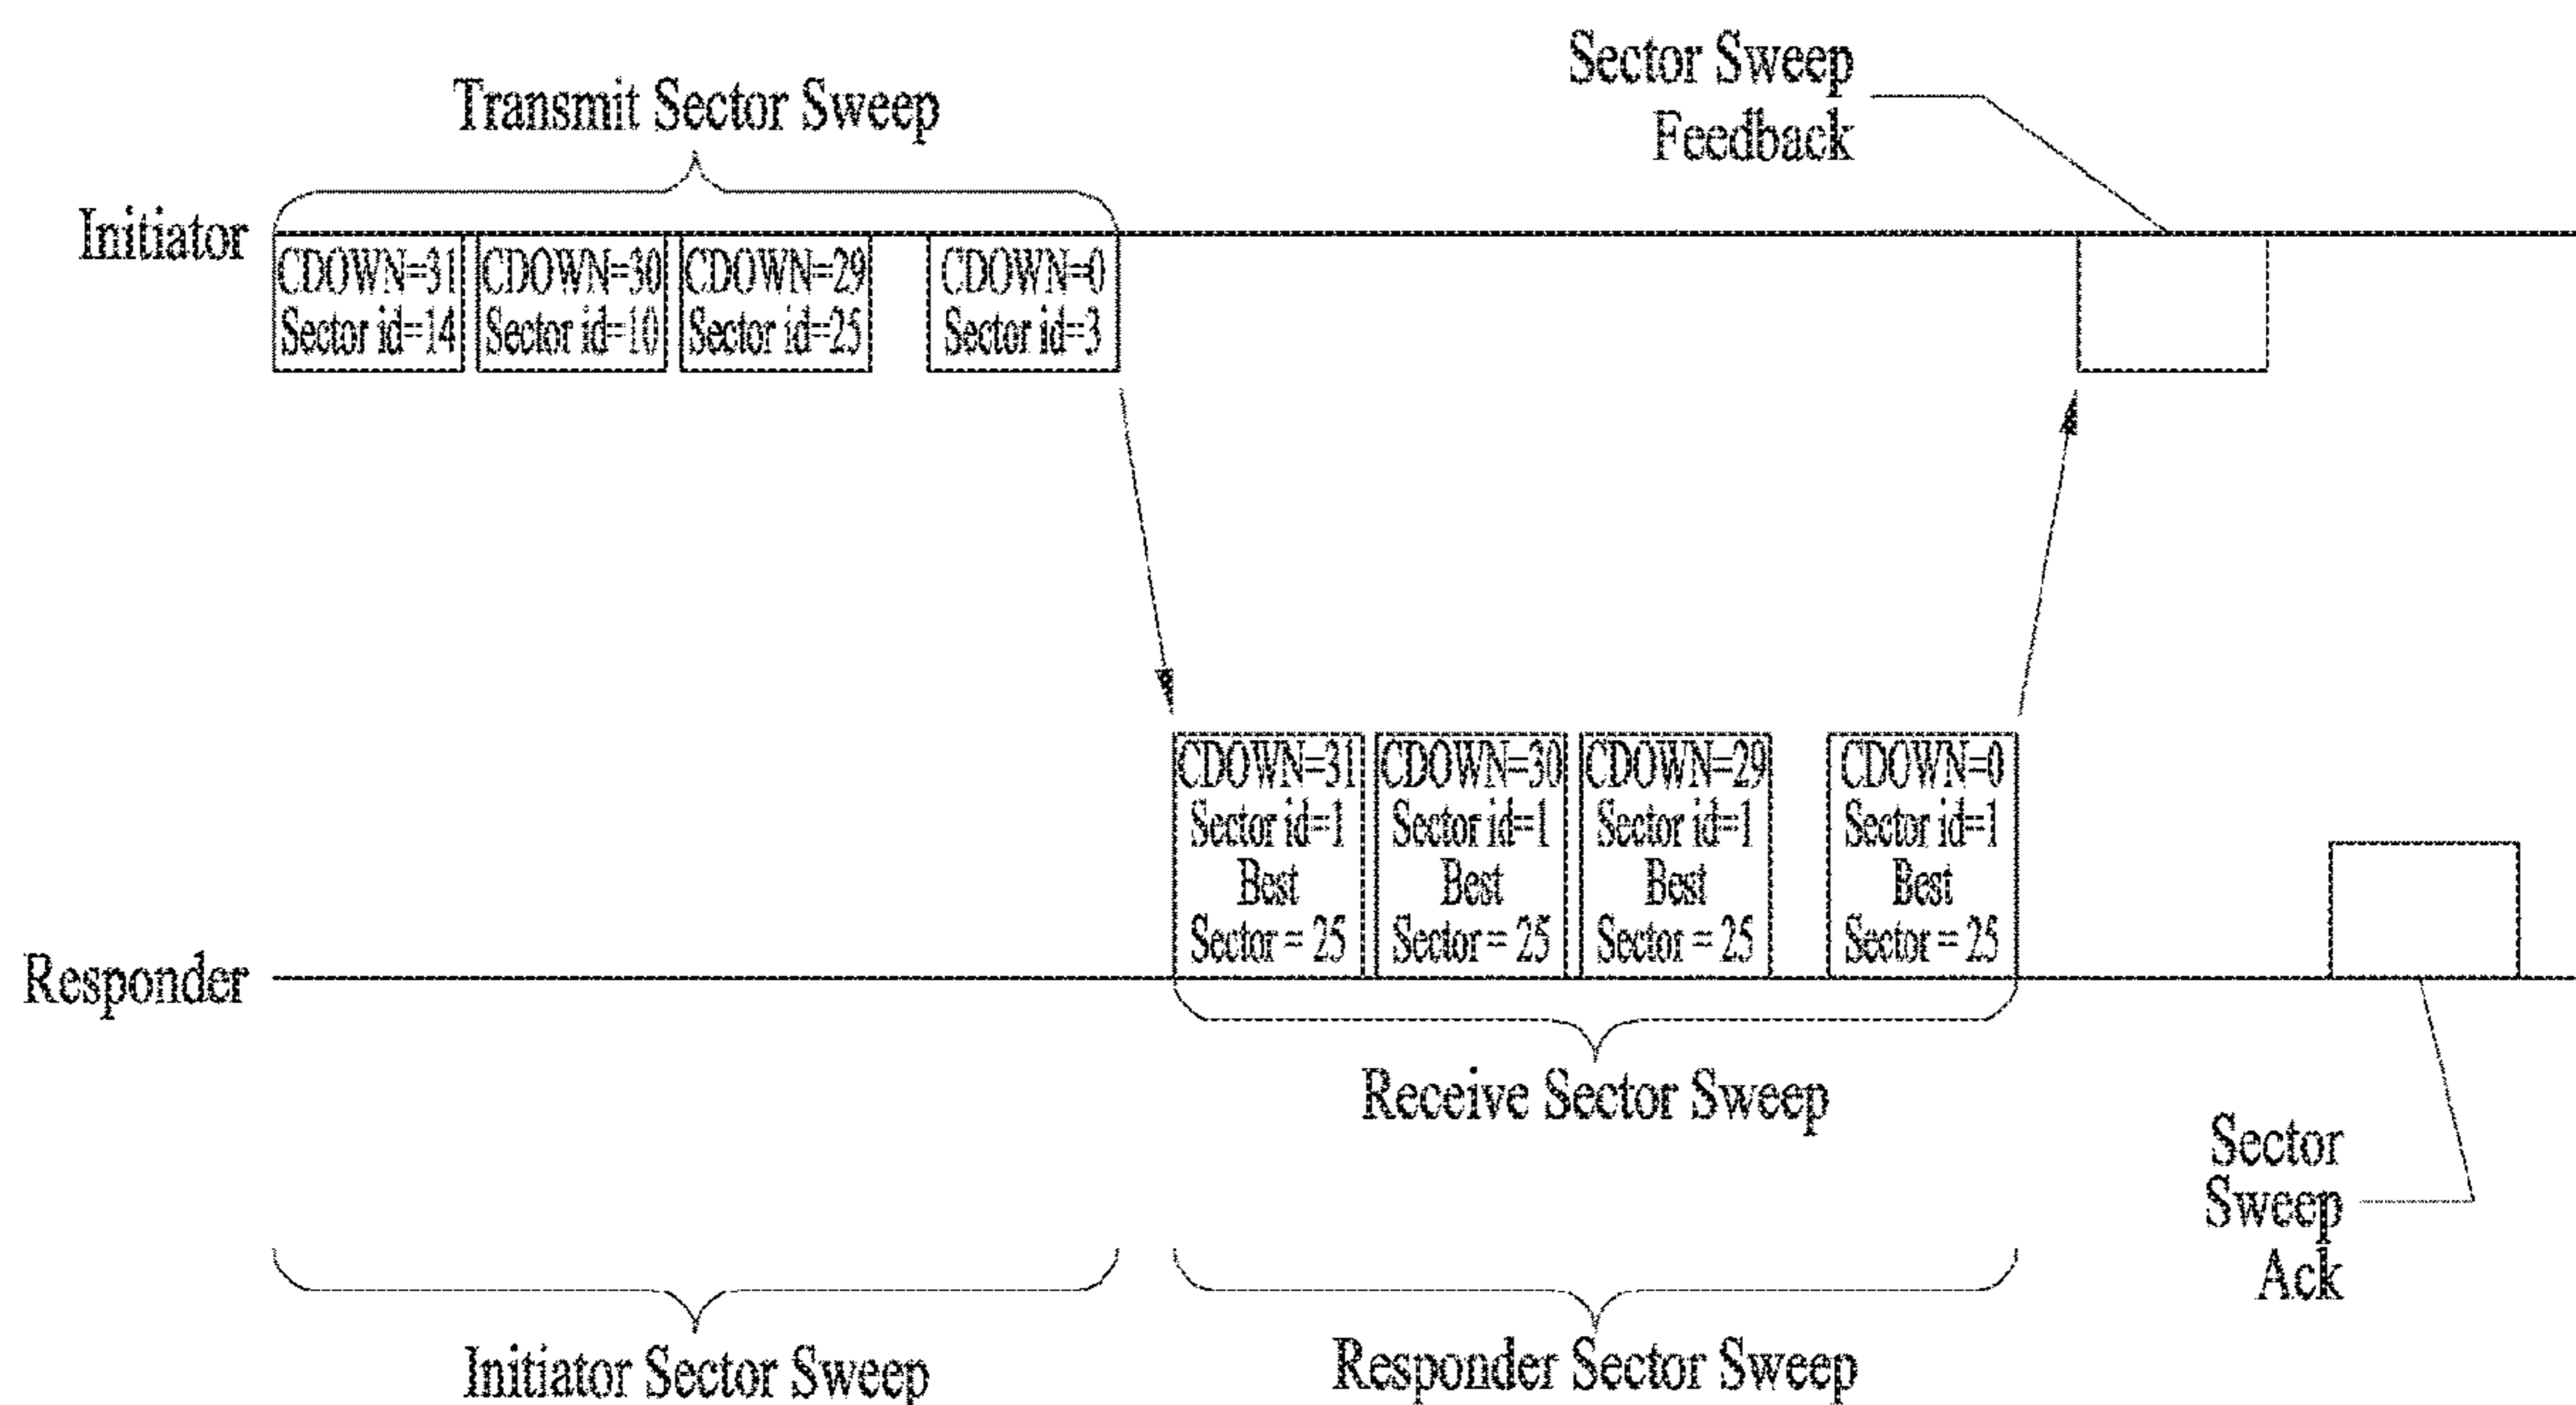 Sector Sweep
Feedback
Transmit Sector Sweep
Initiator
CDOWN=31
Sector id=14
CDOWN=30
Sector id=10
CDOWN=29
Sector id=25
CDOWN=0
Sector id=3
CDOWN=31
Sector id=1
Best
Sector = 25
CDOWN=30
Sector id=1
Best
Sector = 25
CDOWN=29
Sector id=1
Best
Sector = 25
CDOWN=0
Sector id=1
Best
Sector = 25
Responder
Receive Sector Sweep
Sector
Sweep
Ack
Initiator Sector Sweep
Responder Sector Sweep